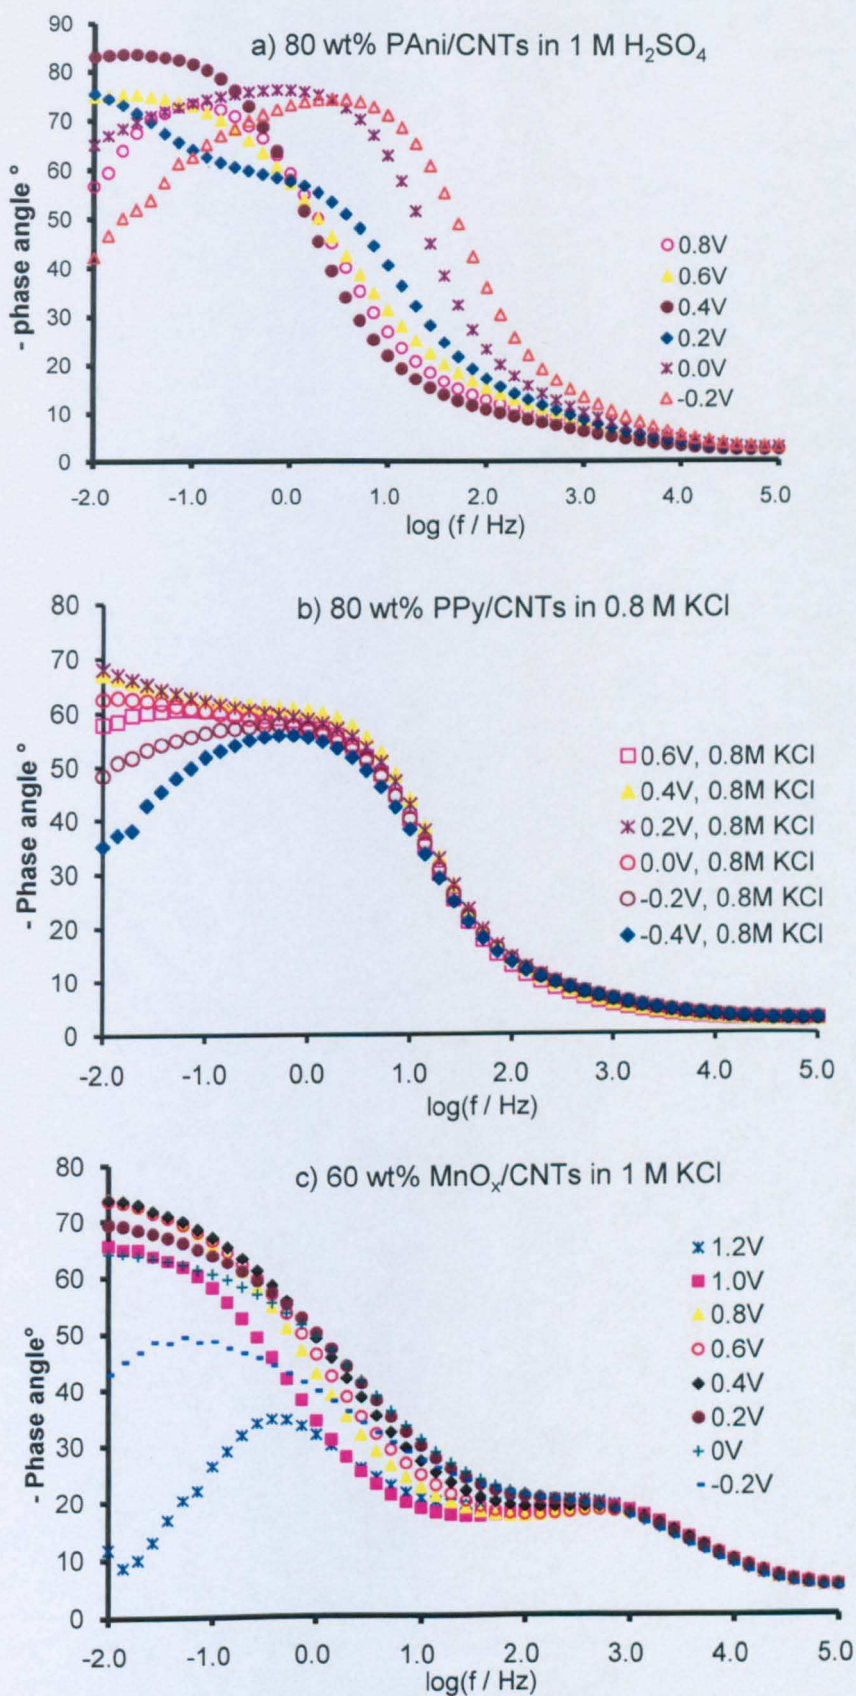 a) 80 wt% PAni/CNTs in 1 M H₂SO₄
- phase angle °
90
80
70
60
50
40
30
20
10
0
0.8V
0.6V
0.4V
0.2V
0.0V
-0.2V
-2.0 -1.0 0.0 1.0 2.0 3.0 4.0 5.0
log (f / Hz)
b) 80 wt% PPy/CNTs in 0.8 M KCl
- Phase angle °
80
70
60
50
40
30
20
10
0
0.6V, 0.8M KCl
0.4V, 0.8M KCl
0.2V, 0.8M KCl
0.0V, 0.8M KCl
-0.2V, 0.8M KCl
-0.4V, 0.8M KCl
-2.0 -1.0 0.0 1.0 2.0 3.0 4.0 5.0
log(f / Hz)
c) 60 wt% MnOₓ/CNTs in 1 M KCl
- Phase angle°
80
70
60
50
40
30
20
10
0
1.2V
1.0V
0.8V
0.6V
0.4V
0.2V
0V
-0.2V
-2.0 -1.0 0.0 1.0 2.0 3.0 4.0 5.0
log(f / Hz)